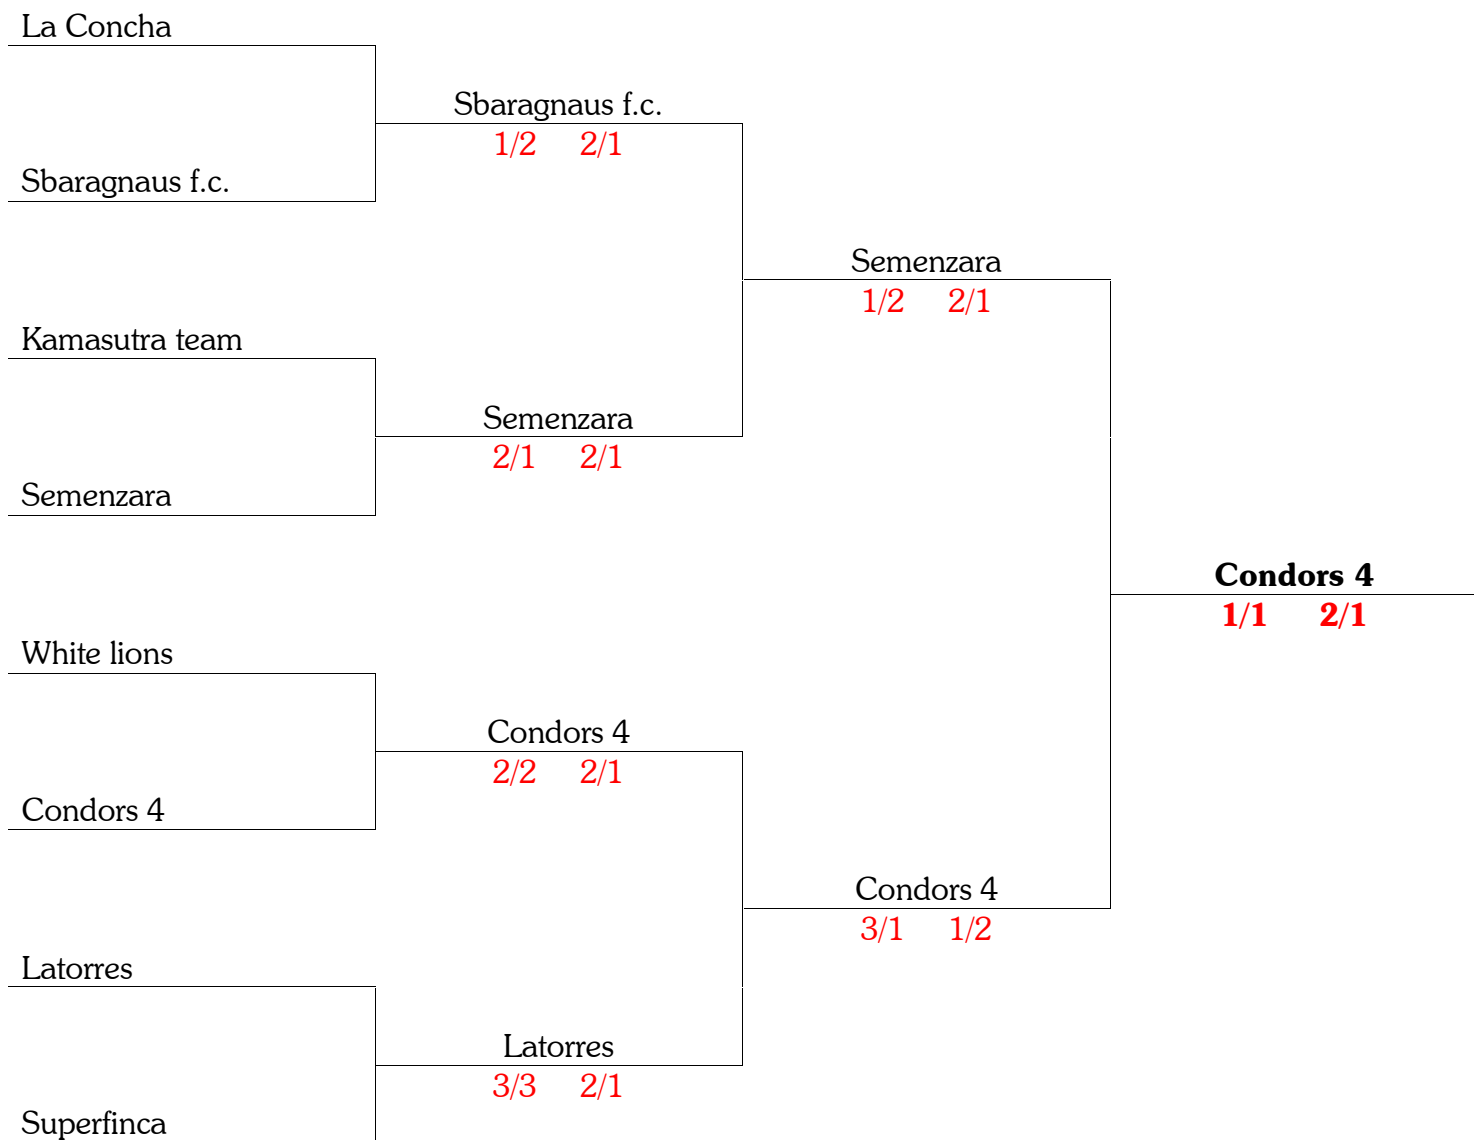 La Concha
Sbaragnaus f.c.
1/2 2/1
Sbaragnaus f.c.
Semenzara
1/2 2/1
Kamasutra team
Semenzara
2/1 2/1
Semenzara
Condors 4
1/1 2/1
White lions
Condors 4
2/2 2/1
Condors 4
Condors 4
3/1 1/2
Latorres
Latorres
3/3 2/1
Superfinca